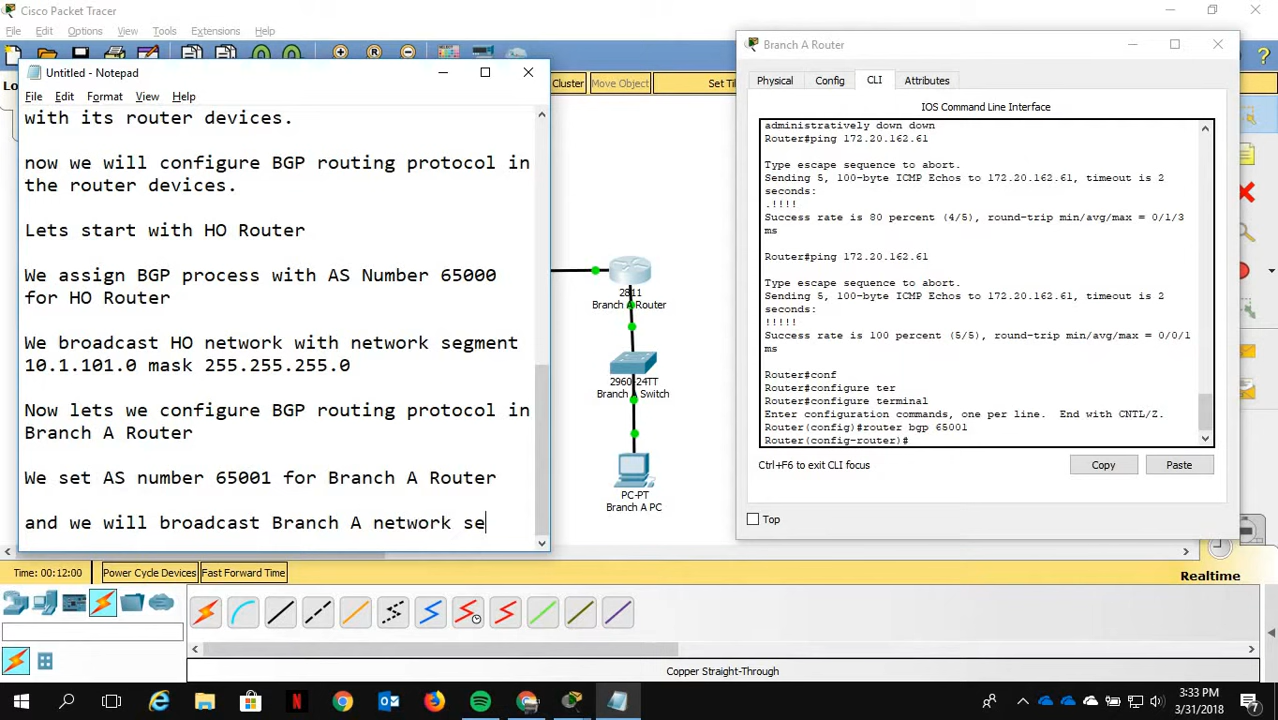 Cisco Packet Tracer
File Edit Options View Tools Extensions Help
Cluster Move Object Set Til
Untitled - Notepad
File Edit Format View Help
with its router devices.
now we will configure BGP routing protocol in
the router devices.
Lets start with HO Router
We assign BGP process with AS Number 65000
for HO Router
We broadcast HO network with network segment
10.1.101.0 mask 255.255.255.0
Now lets we configure BGP routing protocol in
Branch A Router
We set AS number 65001 for Branch A Router
and we will broadcast Branch A network se
2811
Branch A Router
2960-24TT
Branch A Switch
PC-PT
Branch A PC
Branch A Router
Physical Config CLI Attributes
IOS Command Line Interface
administratively down down
Router#ping 172.20.162.61
Type escape sequence to abort.
Sending 5, 100-byte ICMP Echos to 172.20.162.61, timeout is 2
seconds:
.!!!!
Success rate is 80 percent (4/5), round-trip min/avg/max = 0/1/3
ms
Router#ping 172.20.162.61
Type escape sequence to abort.
Sending 5, 100-byte ICMP Echos to 172.20.162.61, timeout is 2
seconds:
!!!!!
Success rate is 100 percent (5/5), round-trip min/avg/max = 0/0/1
ms
Router#conf
Router#configure ter
Router#configure terminal
Enter configuration commands, one per line. End with CNTL/Z.
Router(config)#router bgp 65001
Router(config-router)#
Ctrl+F6 to exit CLI focus
Copy Paste
Top
Time: 00:12:00 Power Cycle Devices Fast Forward Time
Realtime
Copper Straight-Through
3:33 PM
3/31/2018